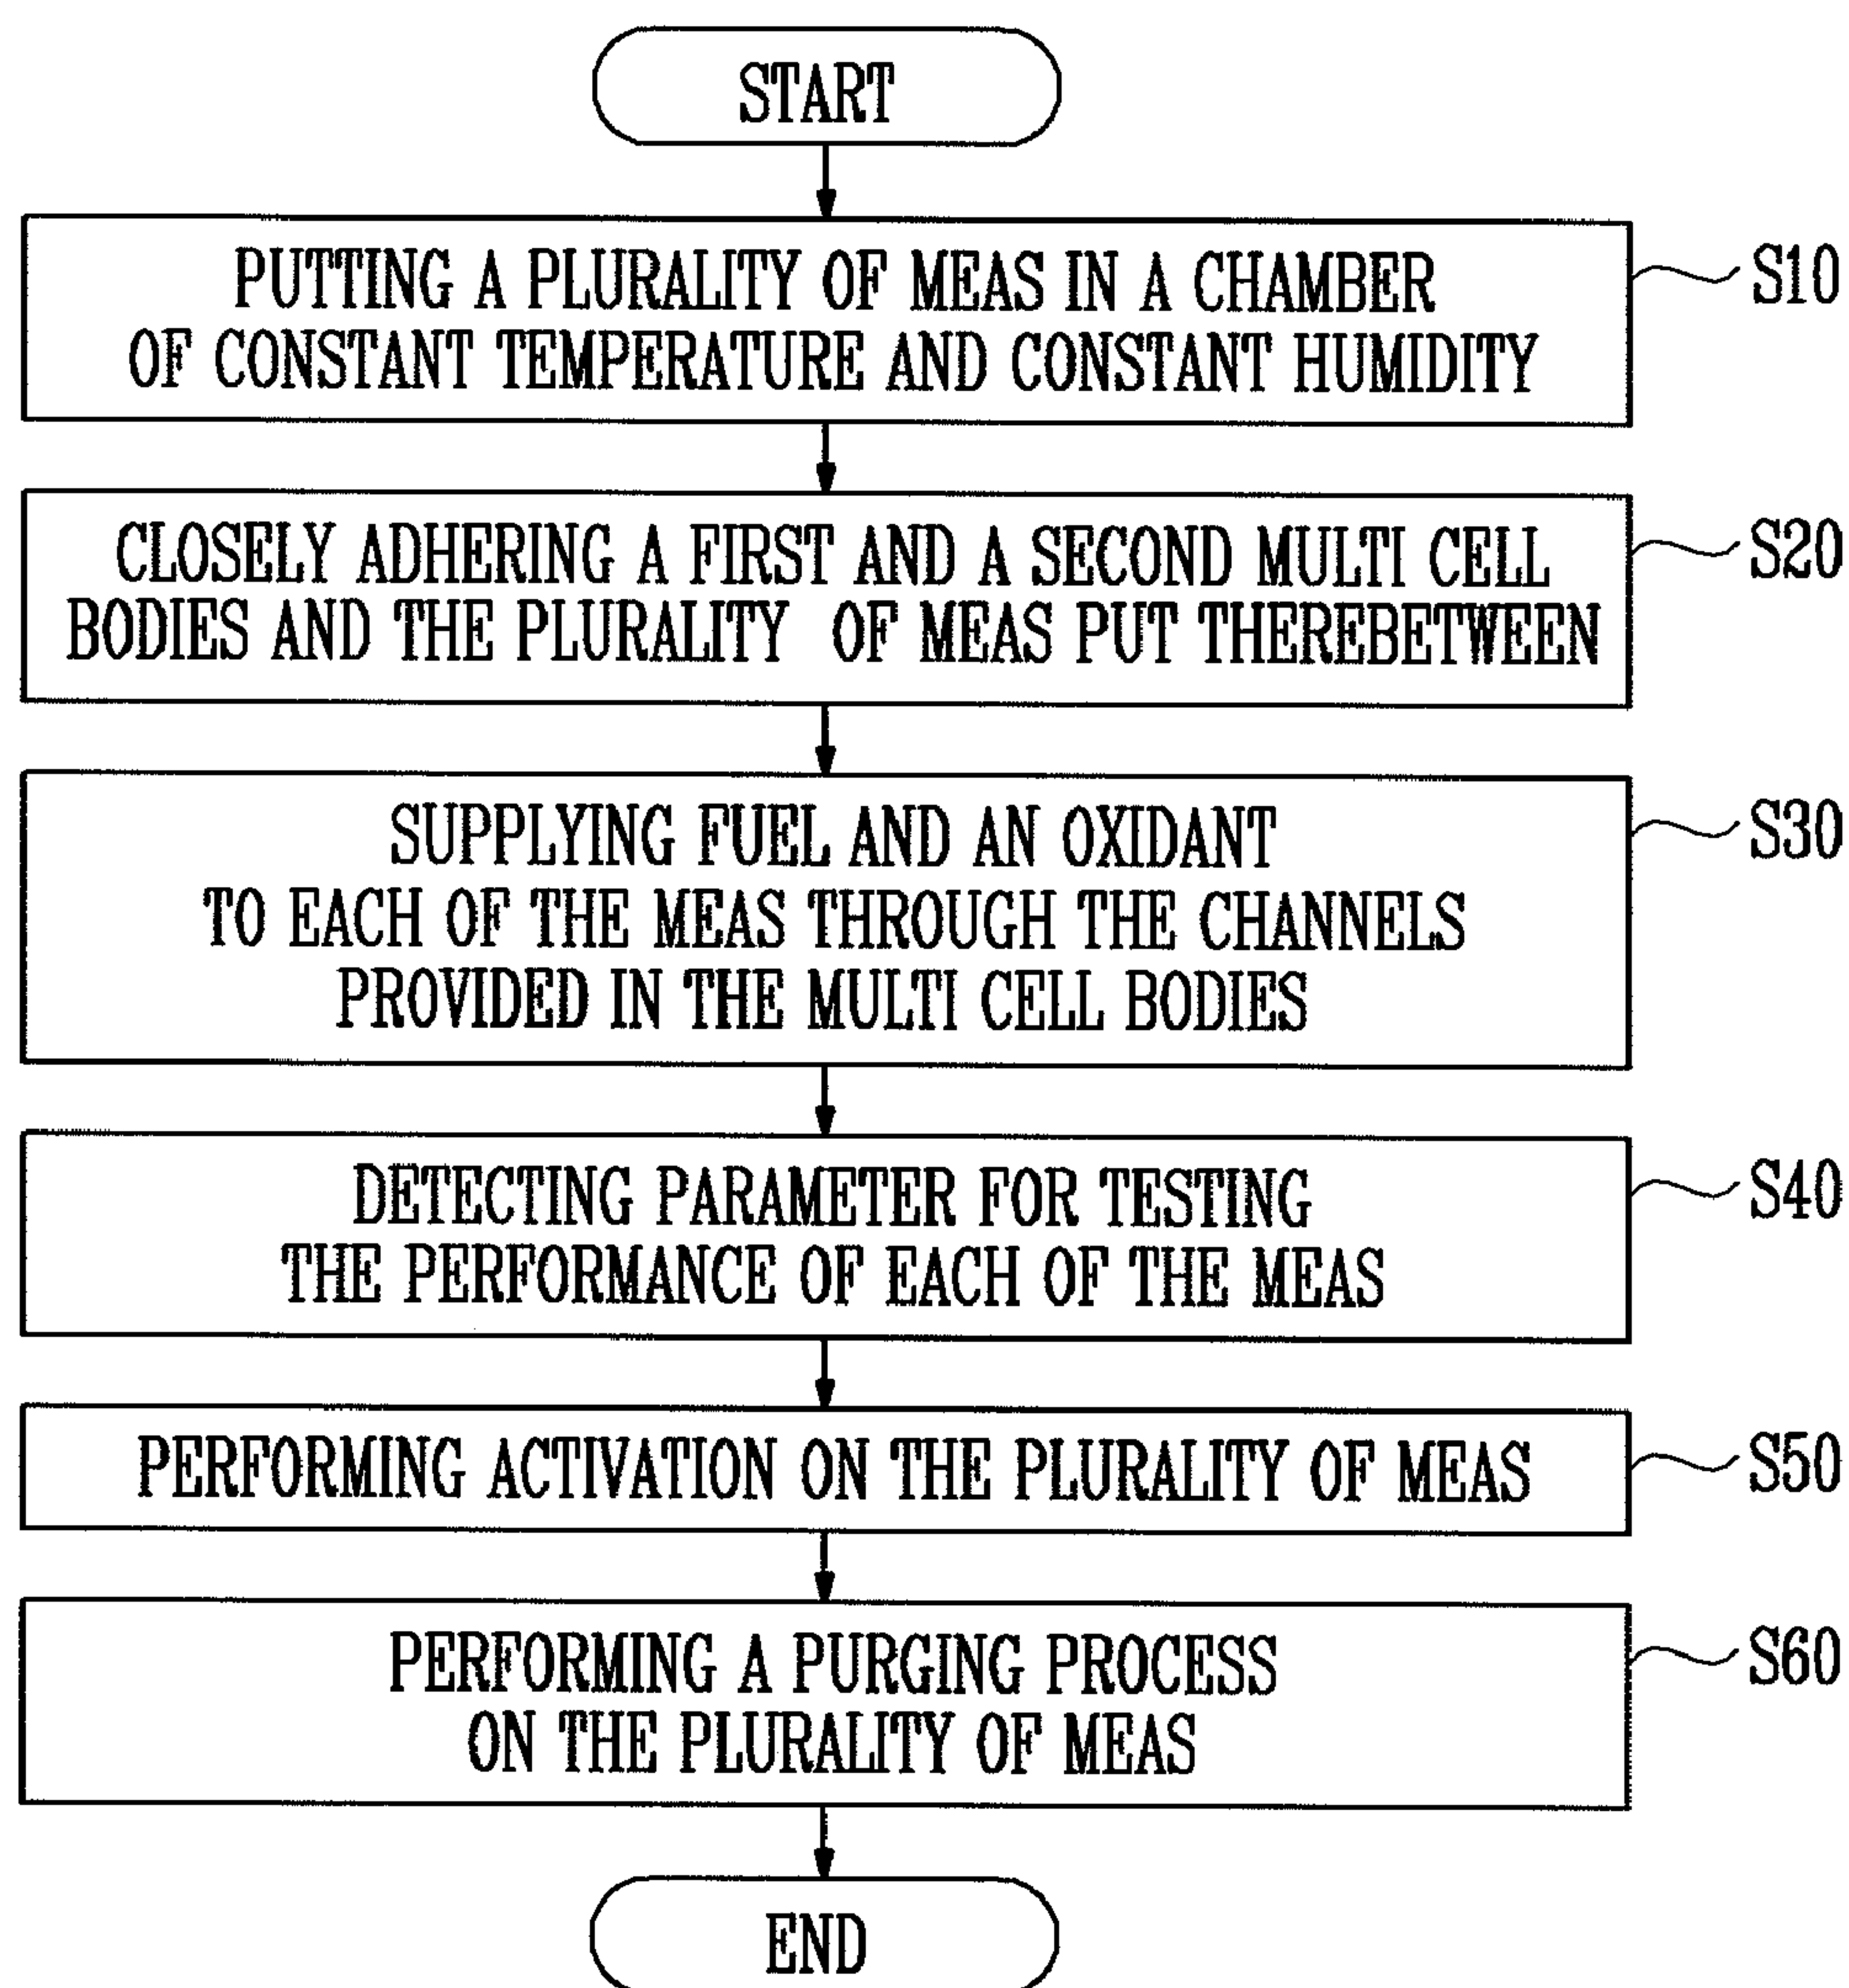 START
PUTTING A PLURALITY OF MEAS IN A CHAMBER
OF CONSTANT TEMPERATURE AND CONSTANT HUMIDITY
S10
CLOSELY ADHERING A FIRST AND A SECOND MULTI CELL
BODIES AND THE PLURALITY OF MEAS PUT THEREBETWEEN
S20
SUPPLYING FUEL AND AN OXIDANT
TO EACH OF THE MEAS THROUGH THE CHANNELS
PROVIDED IN THE MULTI CELL BODIES
S30
DETECTING PARAMETER FOR TESTING
THE PERFORMANCE OF EACH OF THE MEAS
S40
PERFORMING ACTIVATION ON THE PLURALITY OF MEAS
S50
PERFORMING A PURGING PROCESS
ON THE PLURALITY OF MEAS
S60
END